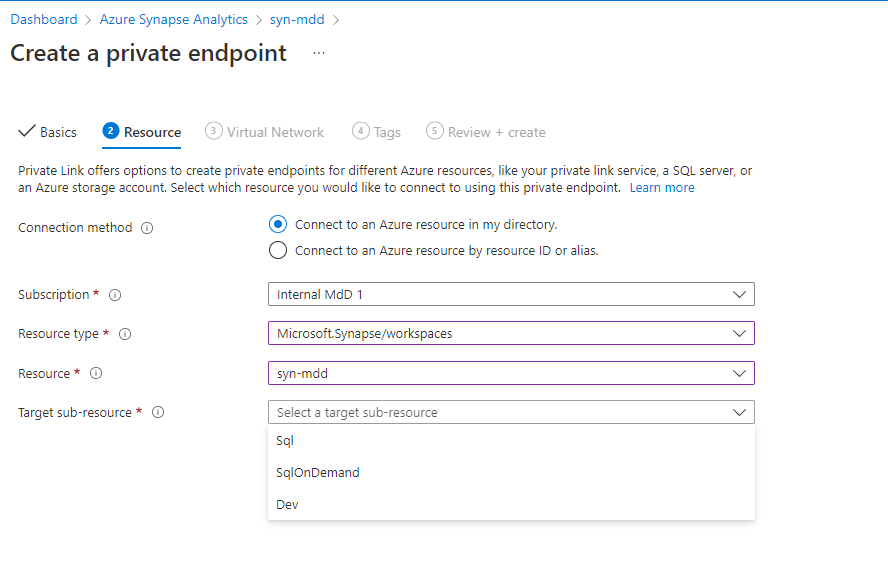 Dashboard > Azure Synapse Analytics > syn-mdd >
Create a private endpoint ...
Basics 2 Resource 3 Virtual Network 4 Tags 5 Review + create
Private Link offers options to create private endpoints for different Azure resources, like your private link service, a SQL server, or
an Azure storage account. Select which resource you would like to connect to using this private endpoint. Learn more
Connection method Connect to an Azure resource in my directory.
Connect to an Azure resource by resource ID or alias.
Subscription * Internal MdD 1
Resource type * Microsoft.Synapse/workspaces
Resource * syn-mdd
Target sub-resource * Select a target sub-resource
Sql
SqlOnDemand
Dev